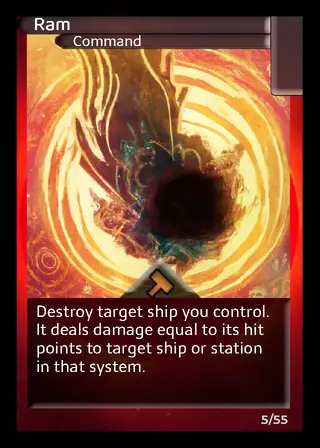 Ram
Command
Destroy target ship you control.
It deals damage equal to its hit
points to target ship or station
in that system.
5/55